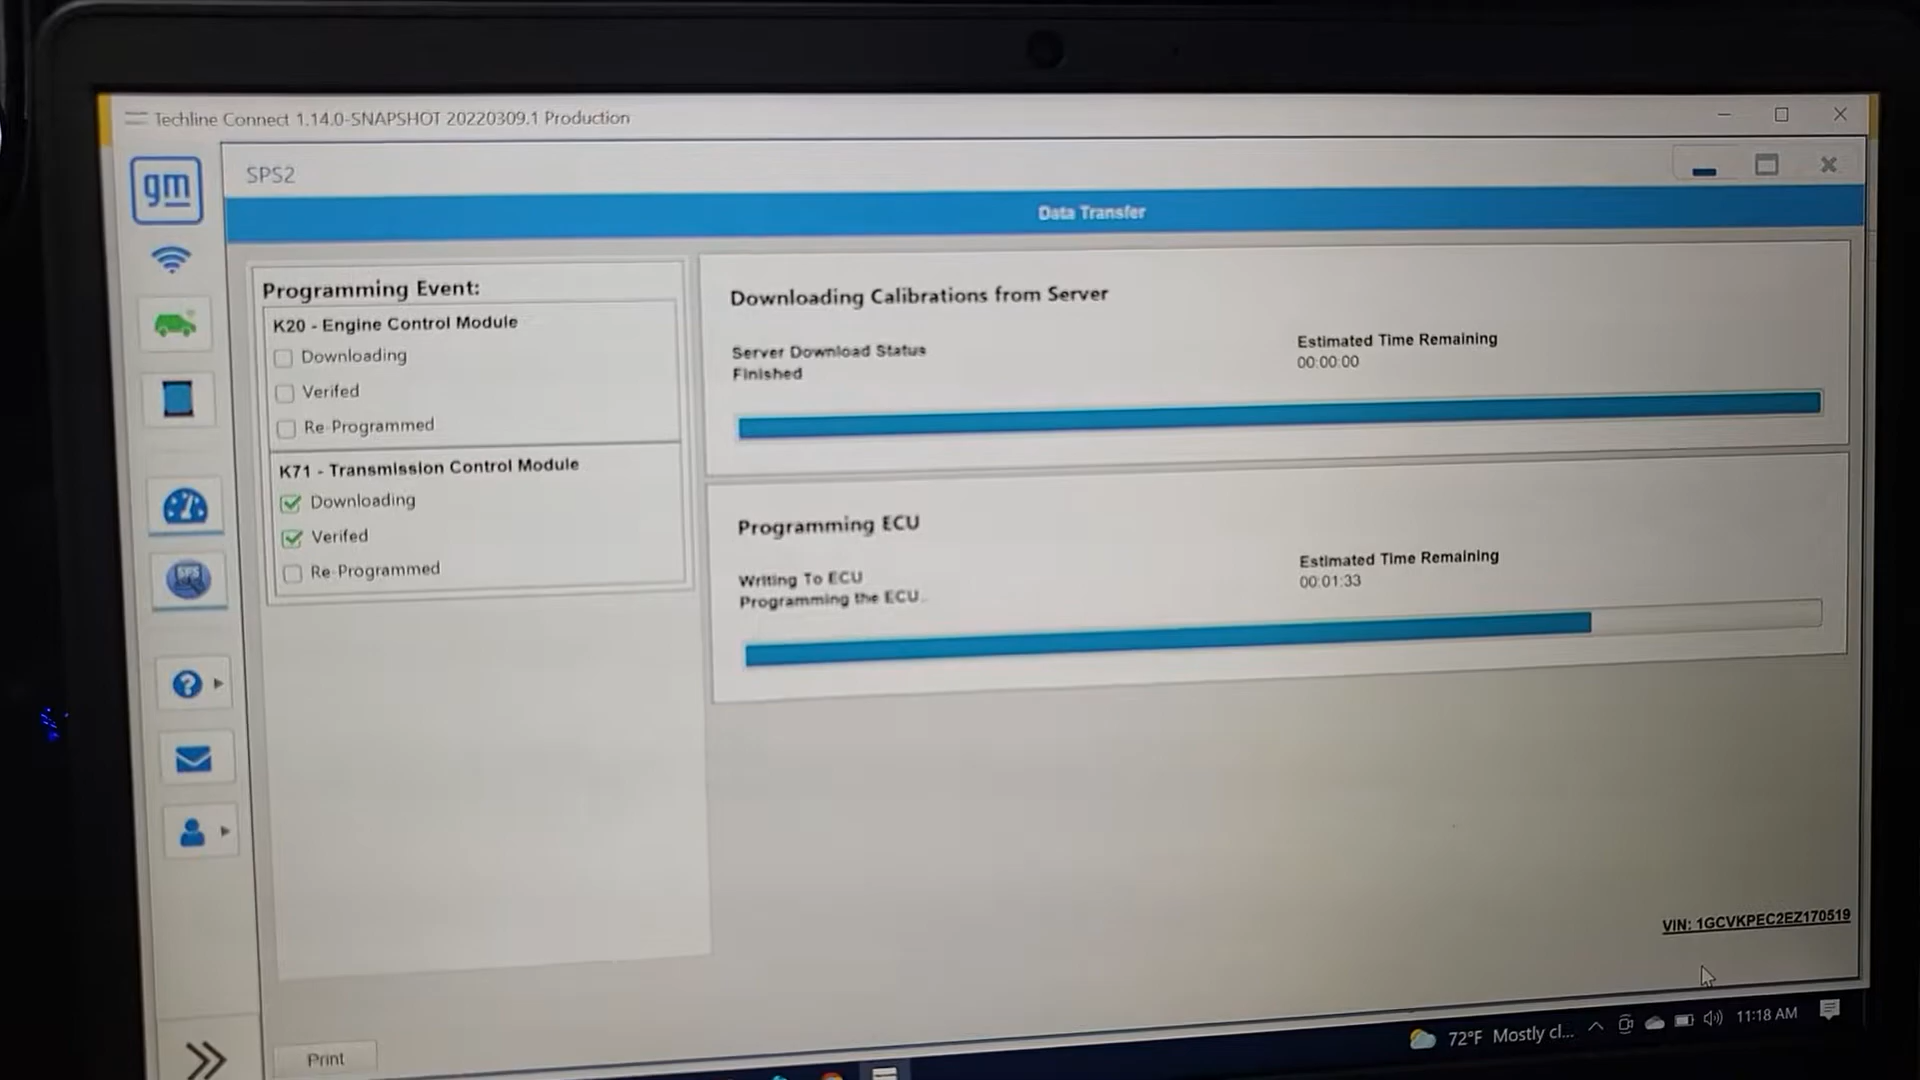 Techline Connect 1.14.0-SNAPSHOT 20220309.1 Production
gm
SPS2
Data Transfer
Programming Event:
K20 - Engine Control Module
Downloading
Verifed
Re-Programmed
K71 - Transmission Control Module
Downloading
Verifed
Re-Programmed
Downloading Calibrations from Server
Server Download Status
Finished
Estimated Time Remaining
00:00:00
Programming ECU
Writing To ECU
Programming the ECU..
Estimated Time Remaining
00:01:33
SPS
?
VIN: 1GCVKPEC2EZ170519
Print
72°F Mostly cl... 11:18 AM